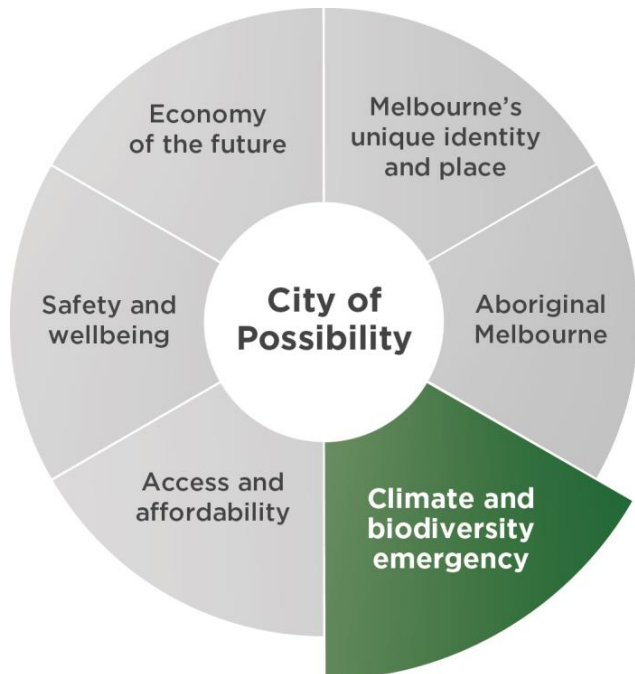 Economy
of the future
Melbourne's
unique identity
and place
Safety and
wellbeing
City of
Possibility
Aboriginal
Melbourne
Access and
affordability
Climate and
biodiversity
emergency